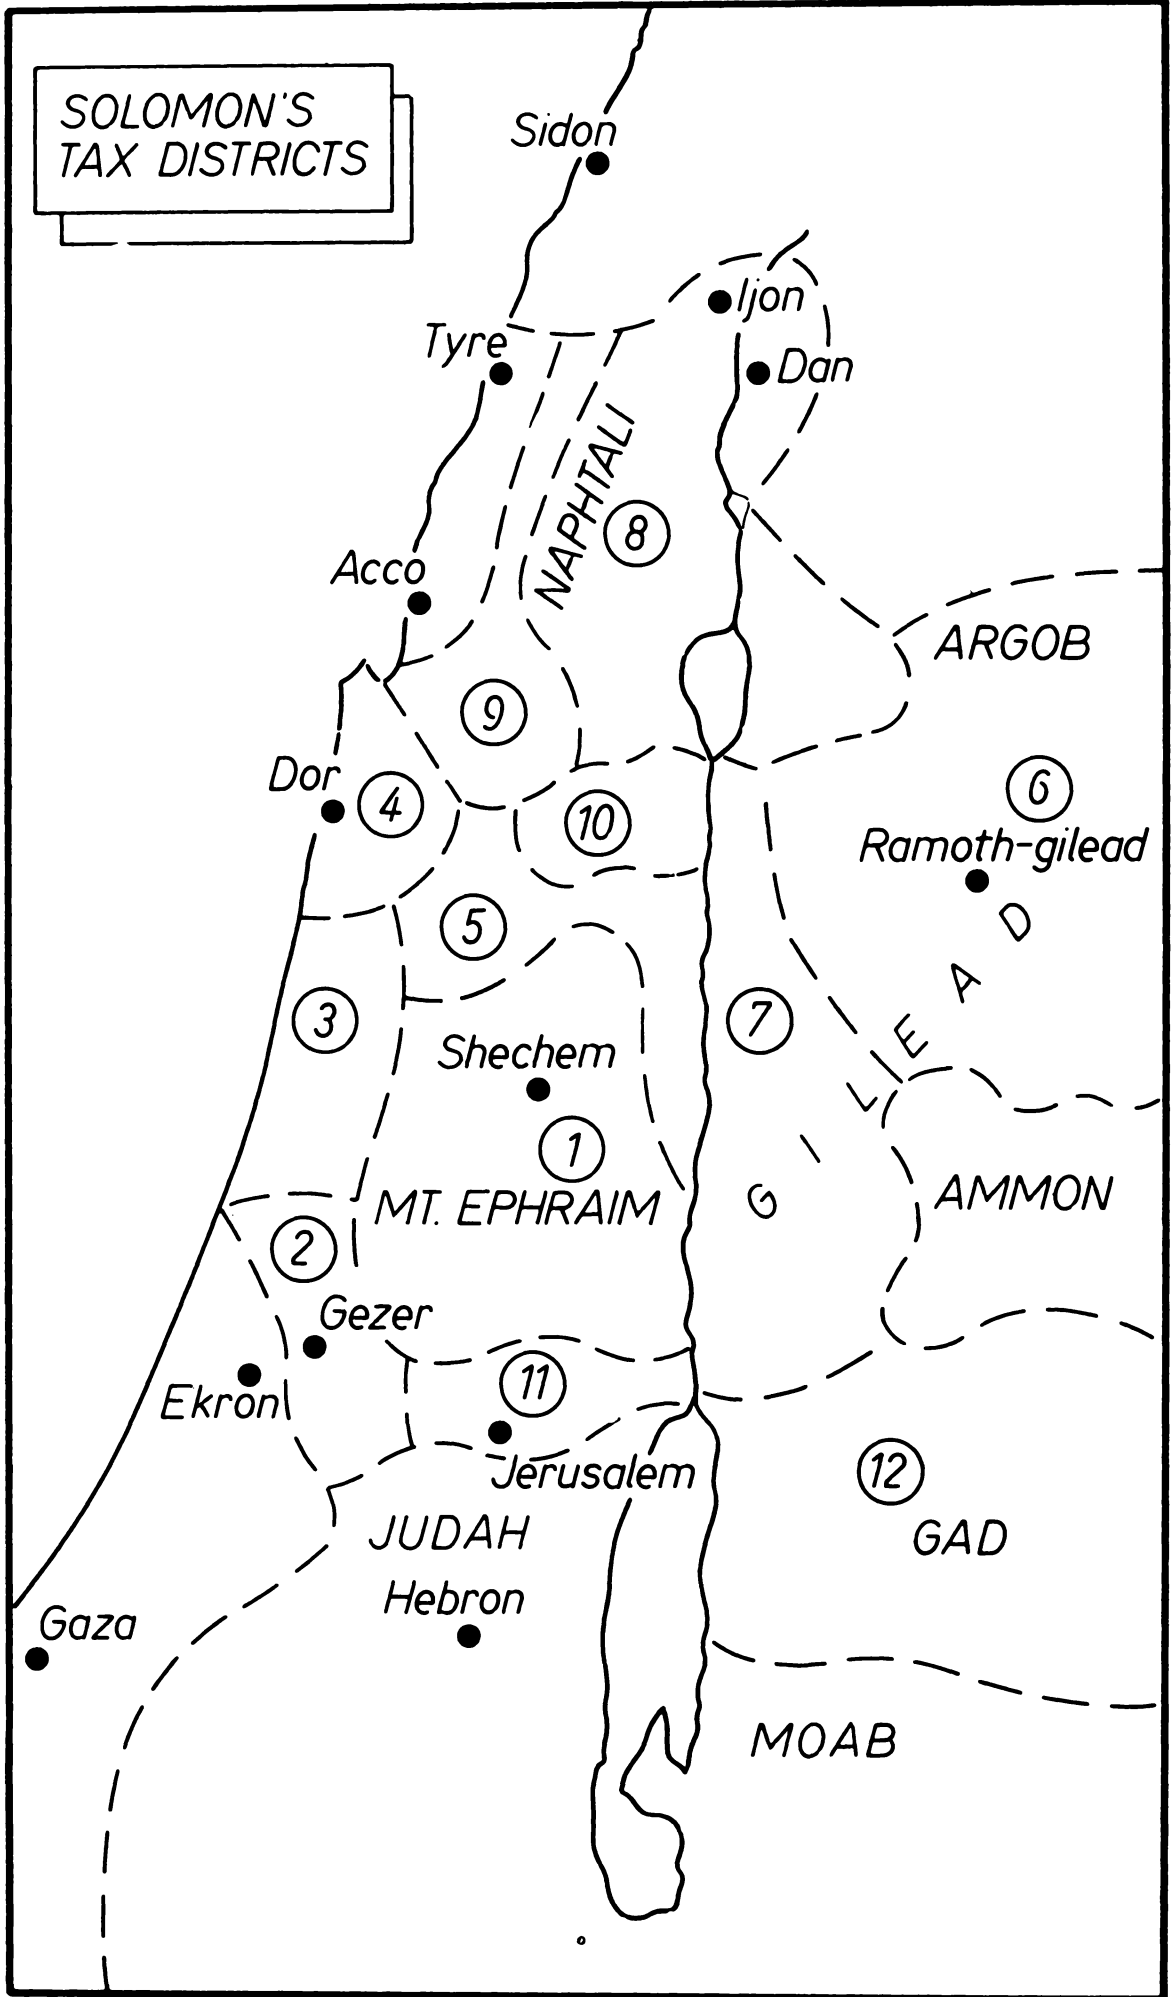 SOLOMON'S
TAX DISTRICTS
Sidon
Ijon
Tyre
Dan
NAPHTALI
8
Acco
ARGOB
9
Dor
4
10
6
Ramoth-gilead
5
3
7
GILEAD
Shechem
1
MT. EPHRAIM
AMMON
2
Gezer
11
Ekron
Jerusalem
12
JUDAH
GAD
Hebron
Gaza
MOAB